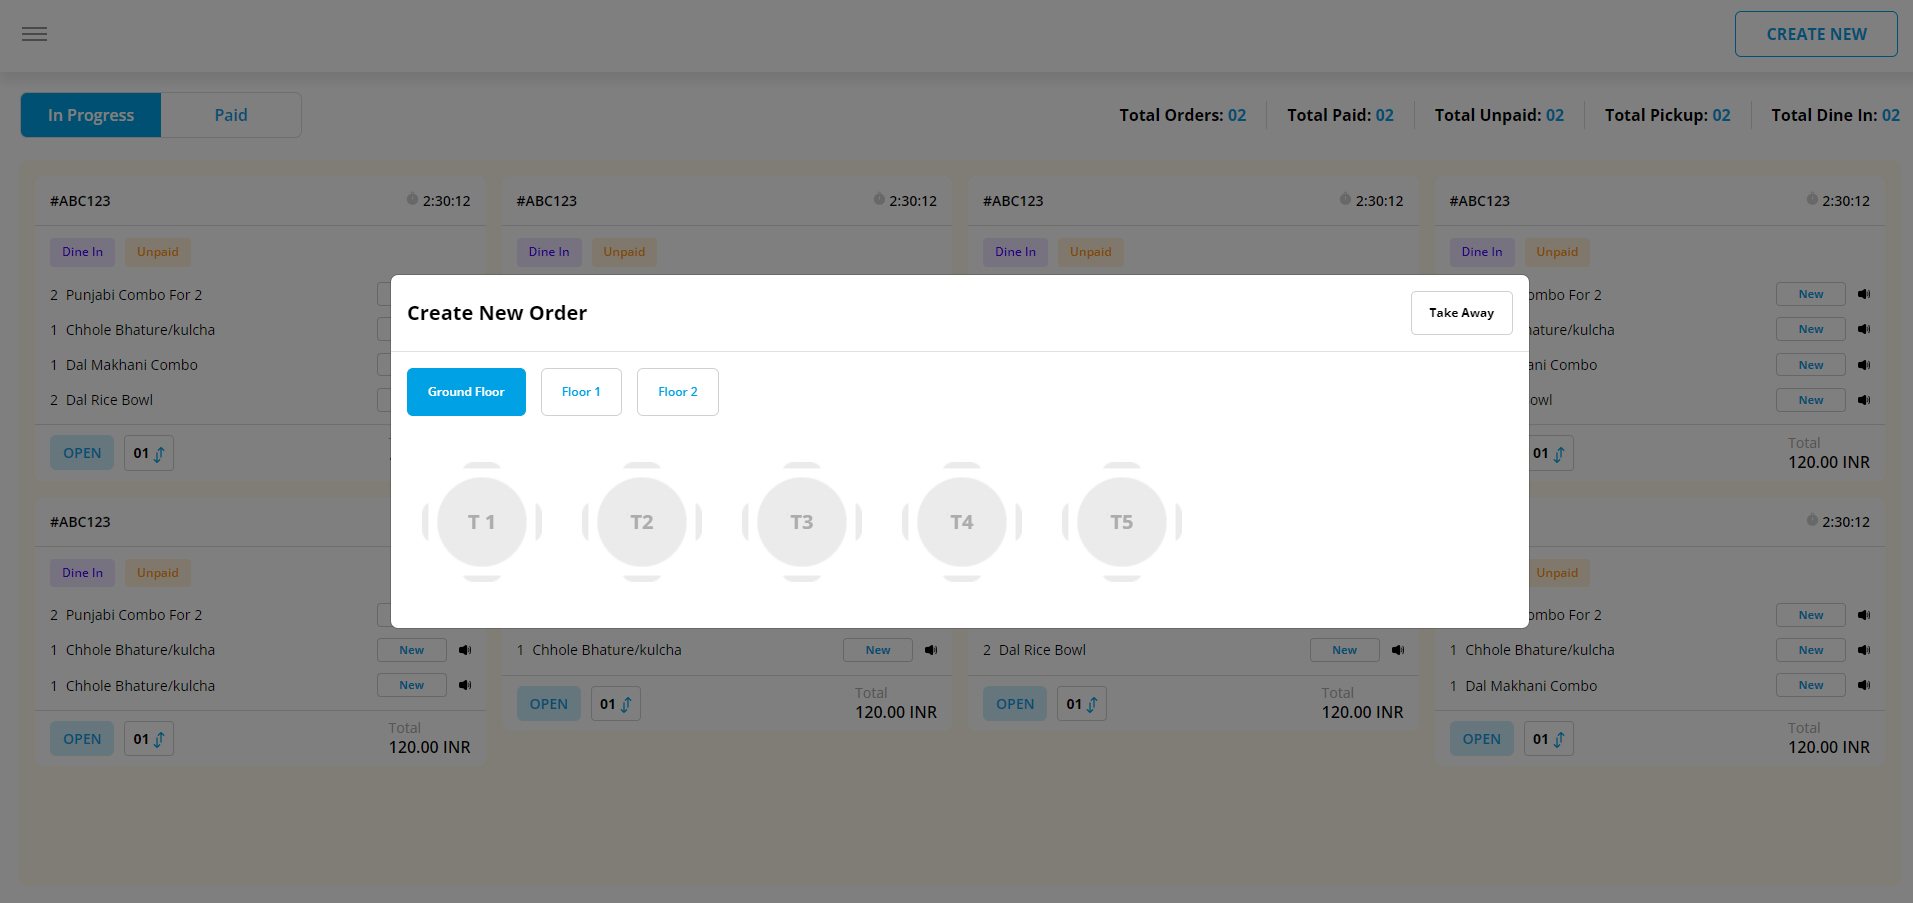 CREATE NEW
In Progress
Paid
Total Orders: 02
Total Paid: 02
Total Unpaid: 02
Total Pickup: 02
Total Dine In: 02
#ABC123
2:30:12
#ABC123
2:30:12
#ABC123
2:30:12
#ABC123
2:30:12
Dine In
Unpaid
Dine In
Unpaid
Dine In
Unpaid
Dine In
Unpaid
2 Punjabi Combo For 2
1 Chhole Bhature/kulcha
1 Dal Makhani Combo
2 Dal Rice Bowl
OPEN
01
Create New Order
Take Away
Ground Floor
Floor 1
Floor 2
T 1
T2
T3
T4
T5
For 2
New
/kulcha
New
Combo
New
New
01
Total
120.00 INR
#ABC123
2:30:12
Dine In
Unpaid
Unpaid
2 Punjabi Combo For 2
1 Chhole Bhature/kulcha
New
1 Chhole Bhature/kulcha
New
OPEN
01
Total
120.00 INR
1 Chhole Bhature/kulcha
New
OPEN
01
Total
120.00 INR
2 Dal Rice Bowl
New
OPEN
01
Total
120.00 INR
For 2
New
1 Chhole Bhature/kulcha
New
1 Dal Makhani Combo
New
OPEN
01
Total
120.00 INR